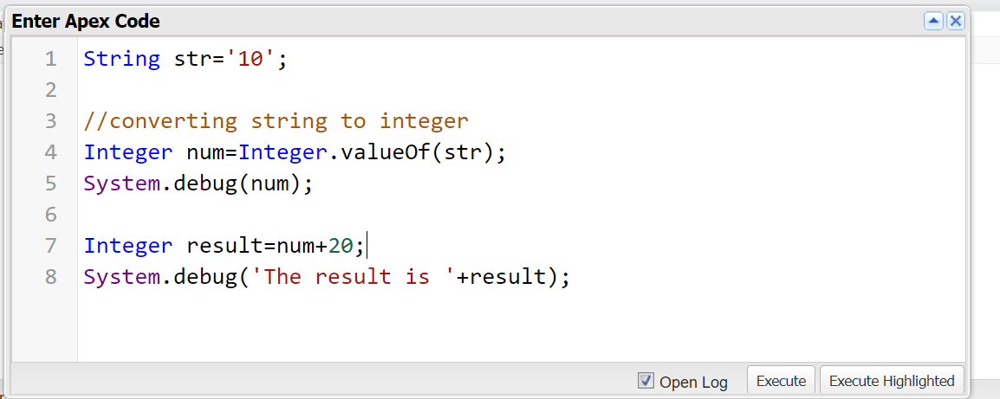 Enter Apex Code
1 String str='10';
2
3 //converting string to integer
4 Integer num=Integer.valueOf(str);
5 System.debug(num);
6
7 Integer result=num+20;
8 System.debug('The result is '+result);
Open Log Execute Execute Highlighted